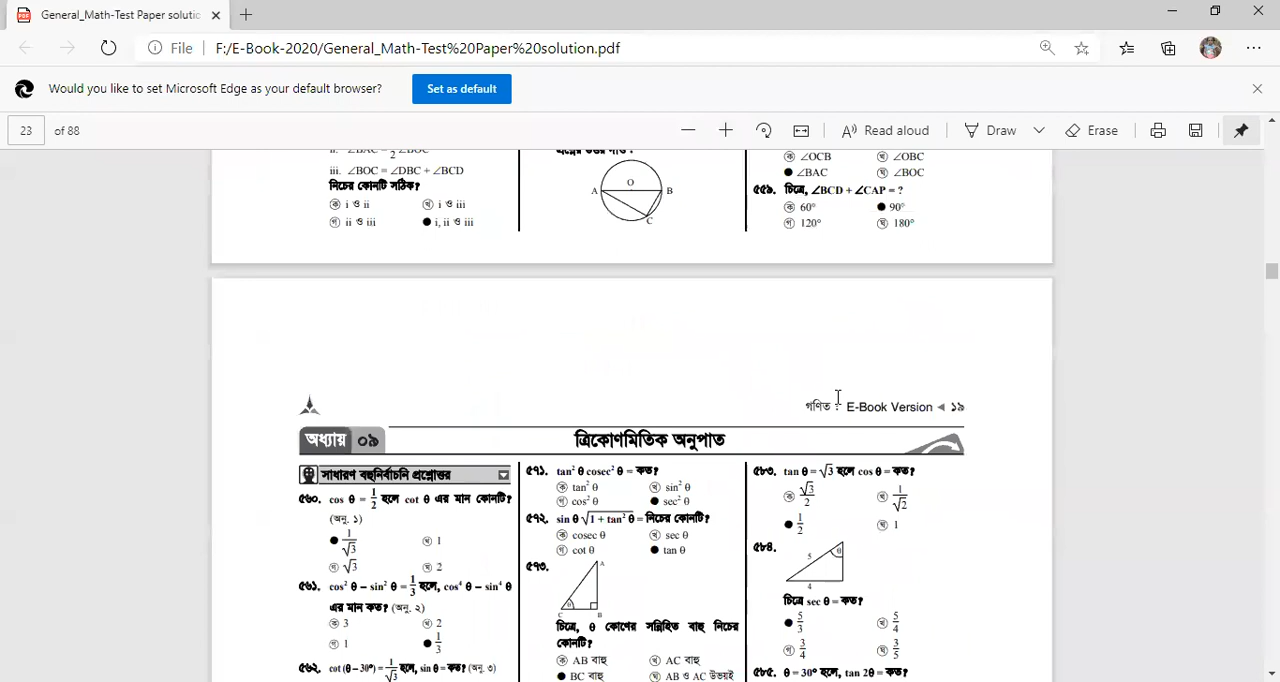 General_Math-Test Paper solutio
File
F:/E-Book-2020/General_Math-Test%20Paper%20solution.pdf
Would you like to set Microsoft Edge as your default browser?
Set as default
23 of 88
Read aloud
Draw
Erase
iii. ∠BOC = ∠DBC + ∠BCD
নিচের কোনটি সঠিক?
ক i ও ii
খ i ও iii
গ ii ও iii
● i, ii ও iii
A O B
C
ক ∠OCB
খ ∠OBC
● ∠BAC
ঘ ∠BOC
৫৫৯. চিত্রে, ∠BCD + ∠CAP = ?
ক 60°
● 90°
গ 120°
ঘ 180°
গণিত : E-Book Version ◀ ১৯
অধ্যায় ০৯
ত্রিকোণমিতিক অনুপাত
সাধারণ বহুনির্বাচনি প্রশ্নোত্তর
৫৬০. cos θ = 1/2 হলে cot θ এর মান কোনটি?
(অনু. ১)
● 1/√3
খ 1
গ √3
ঘ 2
৫৬১. cos² θ – sin² θ = 1/3 হলে, cos⁴ θ – sin⁴ θ
এর মান কত? (অনু. ২)
ক 3
খ 2
গ 1
● 1/3
৫৬২. cot (θ – 30°) = 1/√3 হলে, sin θ = কত? (অনু. ৩)
৫৭১. tan² θ cosec² θ = কত?
ক tan² θ
খ sin² θ
গ cos² θ
● sec² θ
৫৭২. sin θ √1 + tan² θ = নিচের কোনটি?
ক cosec θ
খ sec θ
গ cot θ
● tan θ
৫৭৩.
A
θ
C B
চিত্রে, θ কোণের সন্নিহিত বাহু নিচের
কোনটি?
ক AB বাহু
খ AC বাহু
● BC বাহু
ঘ AB ও AC উভয়ই
৫৮৩. tan θ = √3 হলে cos θ = কত?
ক √3/2
খ 1/√2
● 1/2
ঘ 1
৫৮৪.
5
θ
4
চিত্রে sec θ = কত?
● 5/3
খ 5/4
গ 3/4
ঘ 3/5
৫৮৫. θ = 30° হলে, tan 2θ = কত?